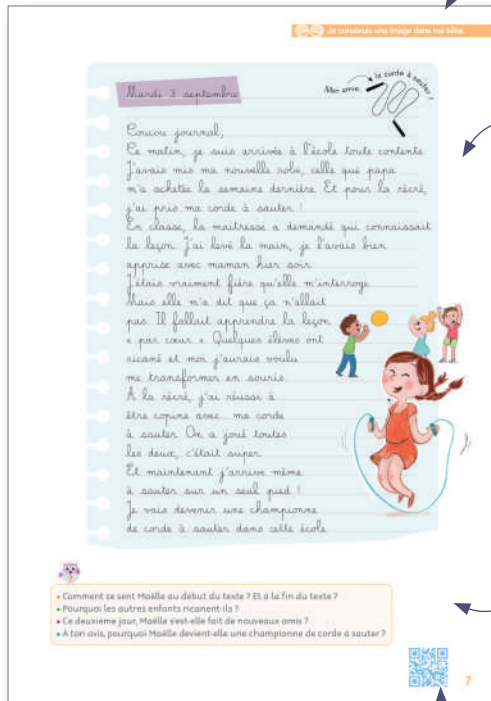 Je construis une image dans ma tête.
Mardi 3 septembre
Mon amie,
la corde à sauter !
Coucou journal,
Ce matin, je suis arrivée à l'école toute contente.
J'avais mis ma nouvelle robe, celle que papa
m'a achetée la semaine dernière. Et pour la récré,
j'ai pris ma corde à sauter !
En classe, la maitresse a demandé qui connaissait
la leçon. J'ai levé la main, je l'avais bien
apprise avec maman hier soir.
J'étais vraiment fière qu'elle m'interroge.
Mais elle m'a dit que ça n'allait
pas. Il fallait apprendre la leçon
« par cœur ». Quelques élèves ont
ricané et moi j'aurais voulu
me transformer en souris.
À la récré, j'ai réussi à
être copine avec... ma corde
à sauter. On a joué toutes
les deux, c'était super.
Et maintenant j'arrive même
à sauter sur un seul pied !
Je vais devenir une championne
de corde à sauter dans cette école.
• Comment se sent Maëlle au début du texte ? Et à la fin du texte ?
• Pourquoi les autres enfants ricanent-ils ?
• Ce deuxième jour, Maëlle s'est-elle fait de nouveaux amis ?
• À ton avis, pourquoi Maëlle devient-elle une championne de corde à sauter ?
7